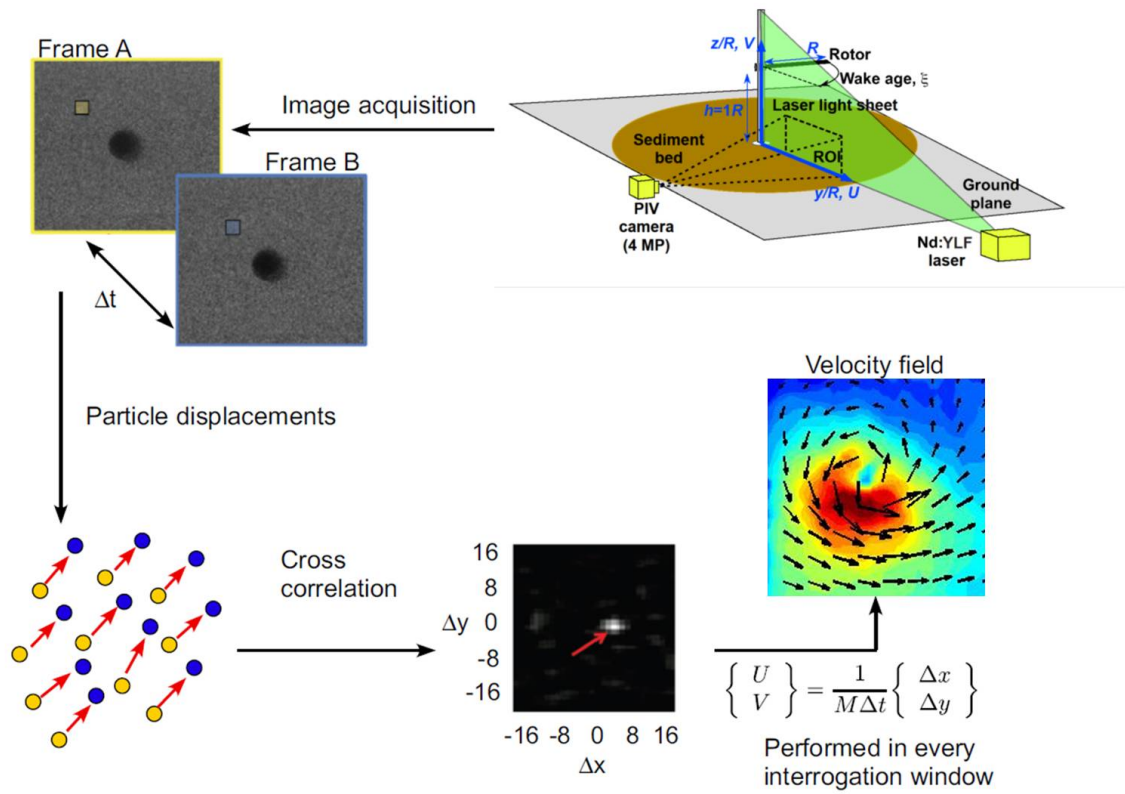 Frame A
Frame B
Δt
Image acquisition
z/R, V
R
Rotor
Wake age, ξ
h=1R
Laser light sheet
Sediment
bed
ROI
y/R, U
Ground
plane
PIV
camera
(4 MP)
Nd:YLF
laser
Particle displacements
Cross
correlation
16
8
Δy 0
-8
-16
-16 -8 0 8 16
Δx
Velocity field
{ U V } = 1 / MΔt { Δx Δy }
Performed in every
interrogation window